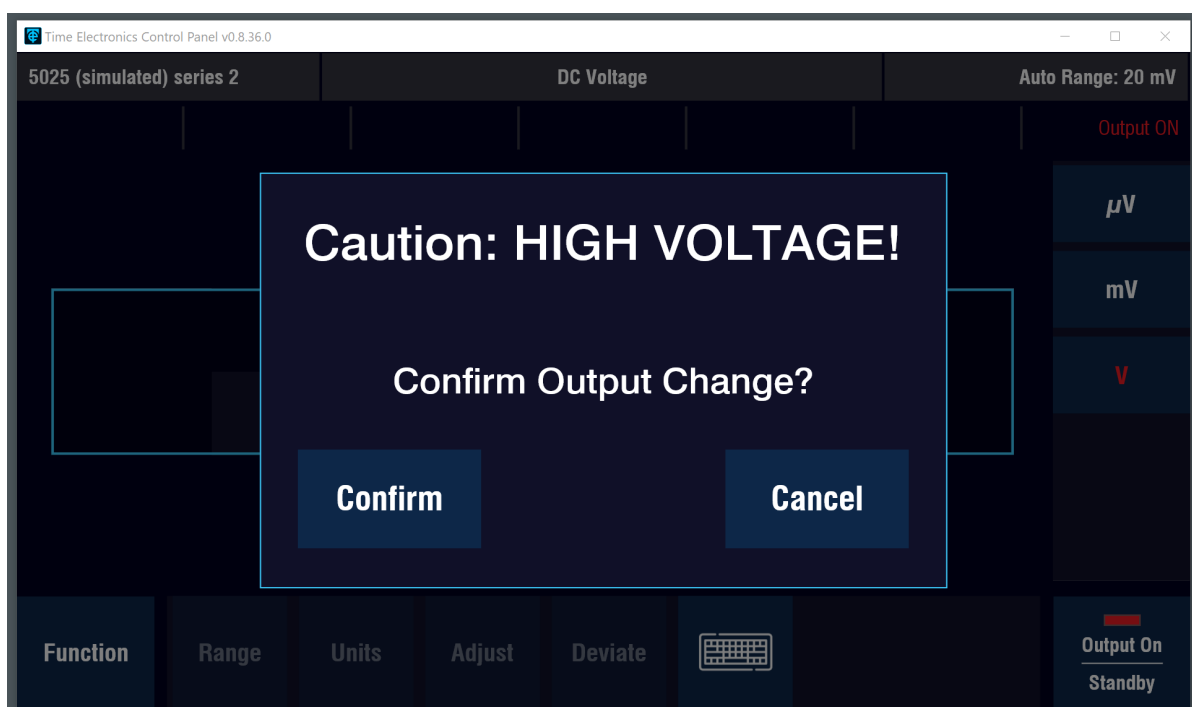 Time Electronics Control Panel v0.8.36.0
5025 (simulated) series 2
DC Voltage
Auto Range: 20 mV
Output ON
µV
Caution: HIGH VOLTAGE!
mV
Confirm Output Change?
V
Confirm
Cancel
Function
Range
Units
Adjust
Deviate
Output On
Standby